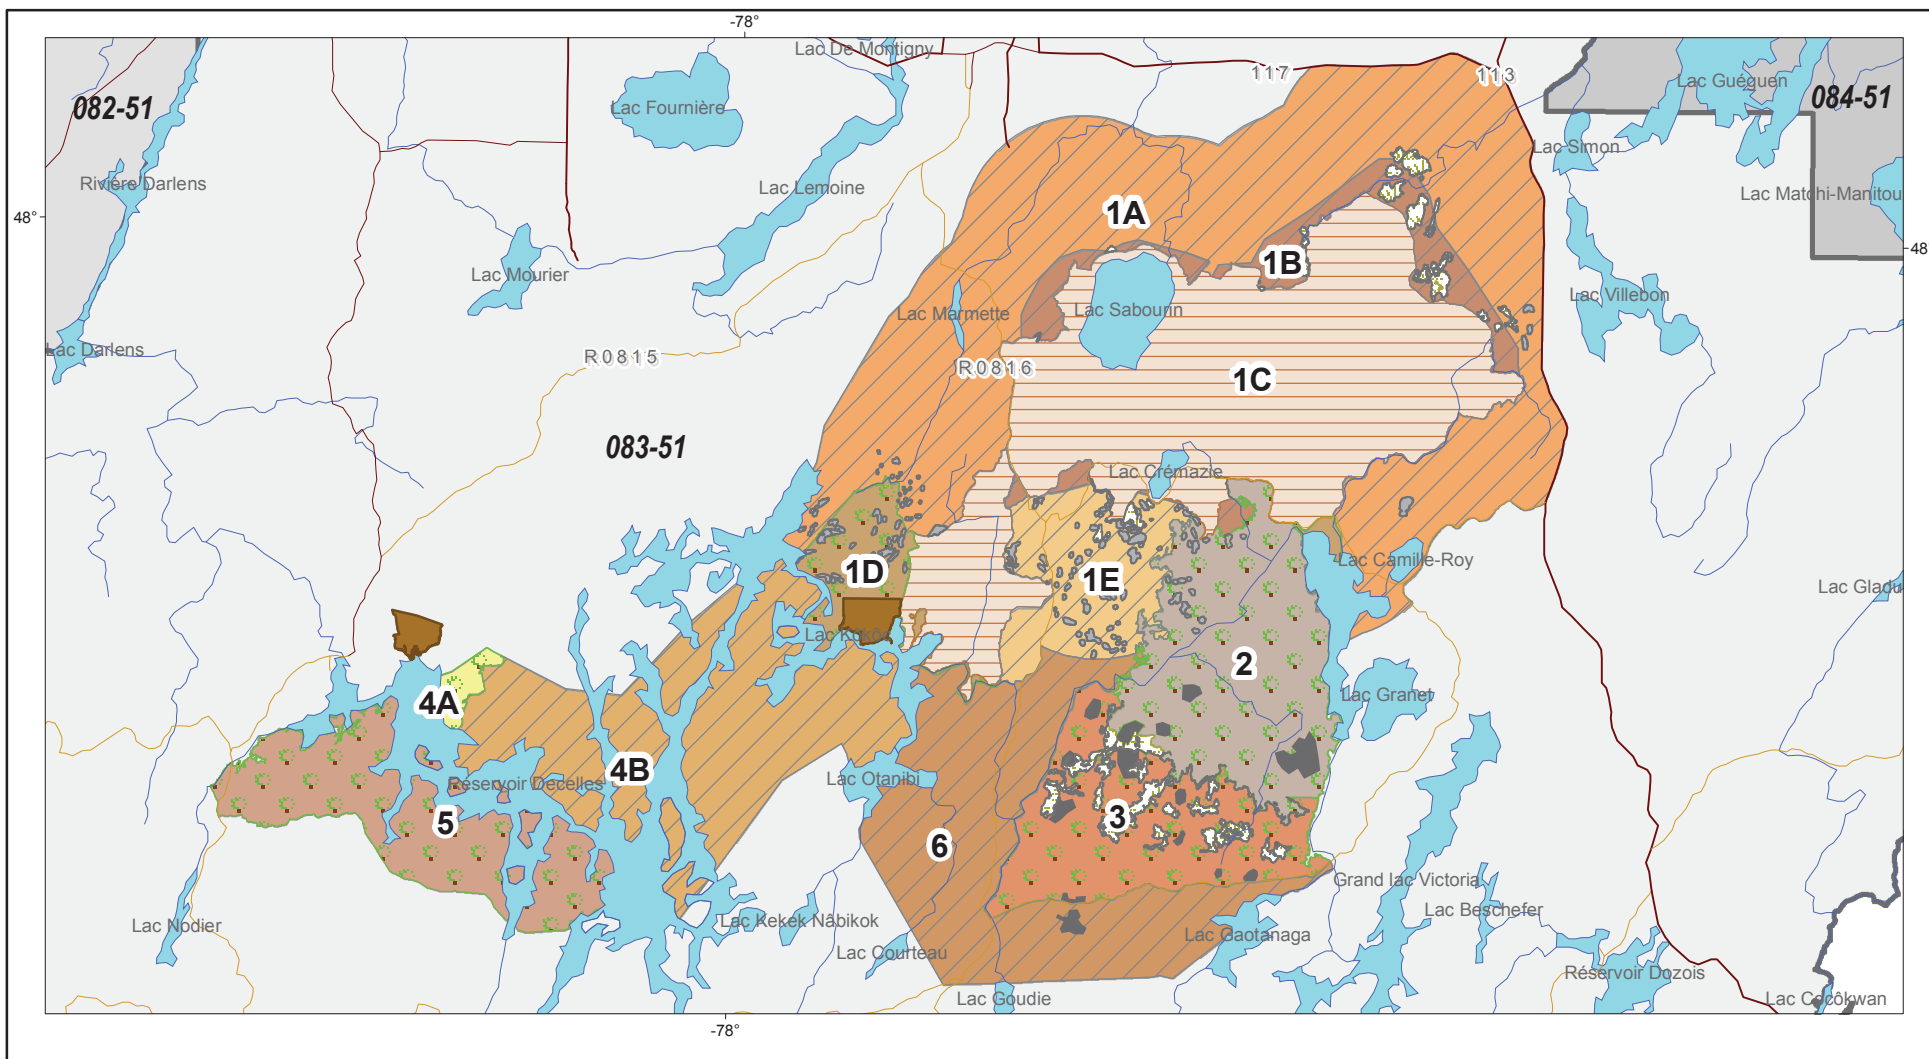 -78°
Lac De Montigny
117
113
Lac Guéguen
082-51
Lac Fournière
084-51
Lac Simon
Rivière Darlens
Lac Lemoine
Lac Matchi-Manitou
48°
1A
48
Lac Mourier
1B
Lac Villebon
Lac Marmette
Lac Sabourin
Lac Darlens
R0815
R0816
1C
083-51
Lac Crémazie
Lac Camille-Roy
1D
1E
Lac Gladu
2
4A
Lac Granet
4B
Lac Otanibi
Réservoir Decelles
5
3
6
Grand lac Victoria
Lac Beschefer
Lac Nodier
Lac Kekek Nâbikok
Lac Gaotanaga
Lac Courteau
Réservoir Dozois
Lac Goudie
Lac Cocôkwan
-78°